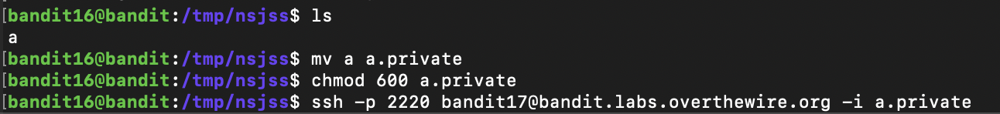 [bandit16@bandit:/tmp/nsjss$ ls
a
[bandit16@bandit:/tmp/nsjss$ mv a a.private
[bandit16@bandit:/tmp/nsjss$ chmod 600 a.private
[bandit16@bandit:/tmp/nsjss$ ssh -p 2220 bandit17@bandit.labs.overthewire.org -i a.private